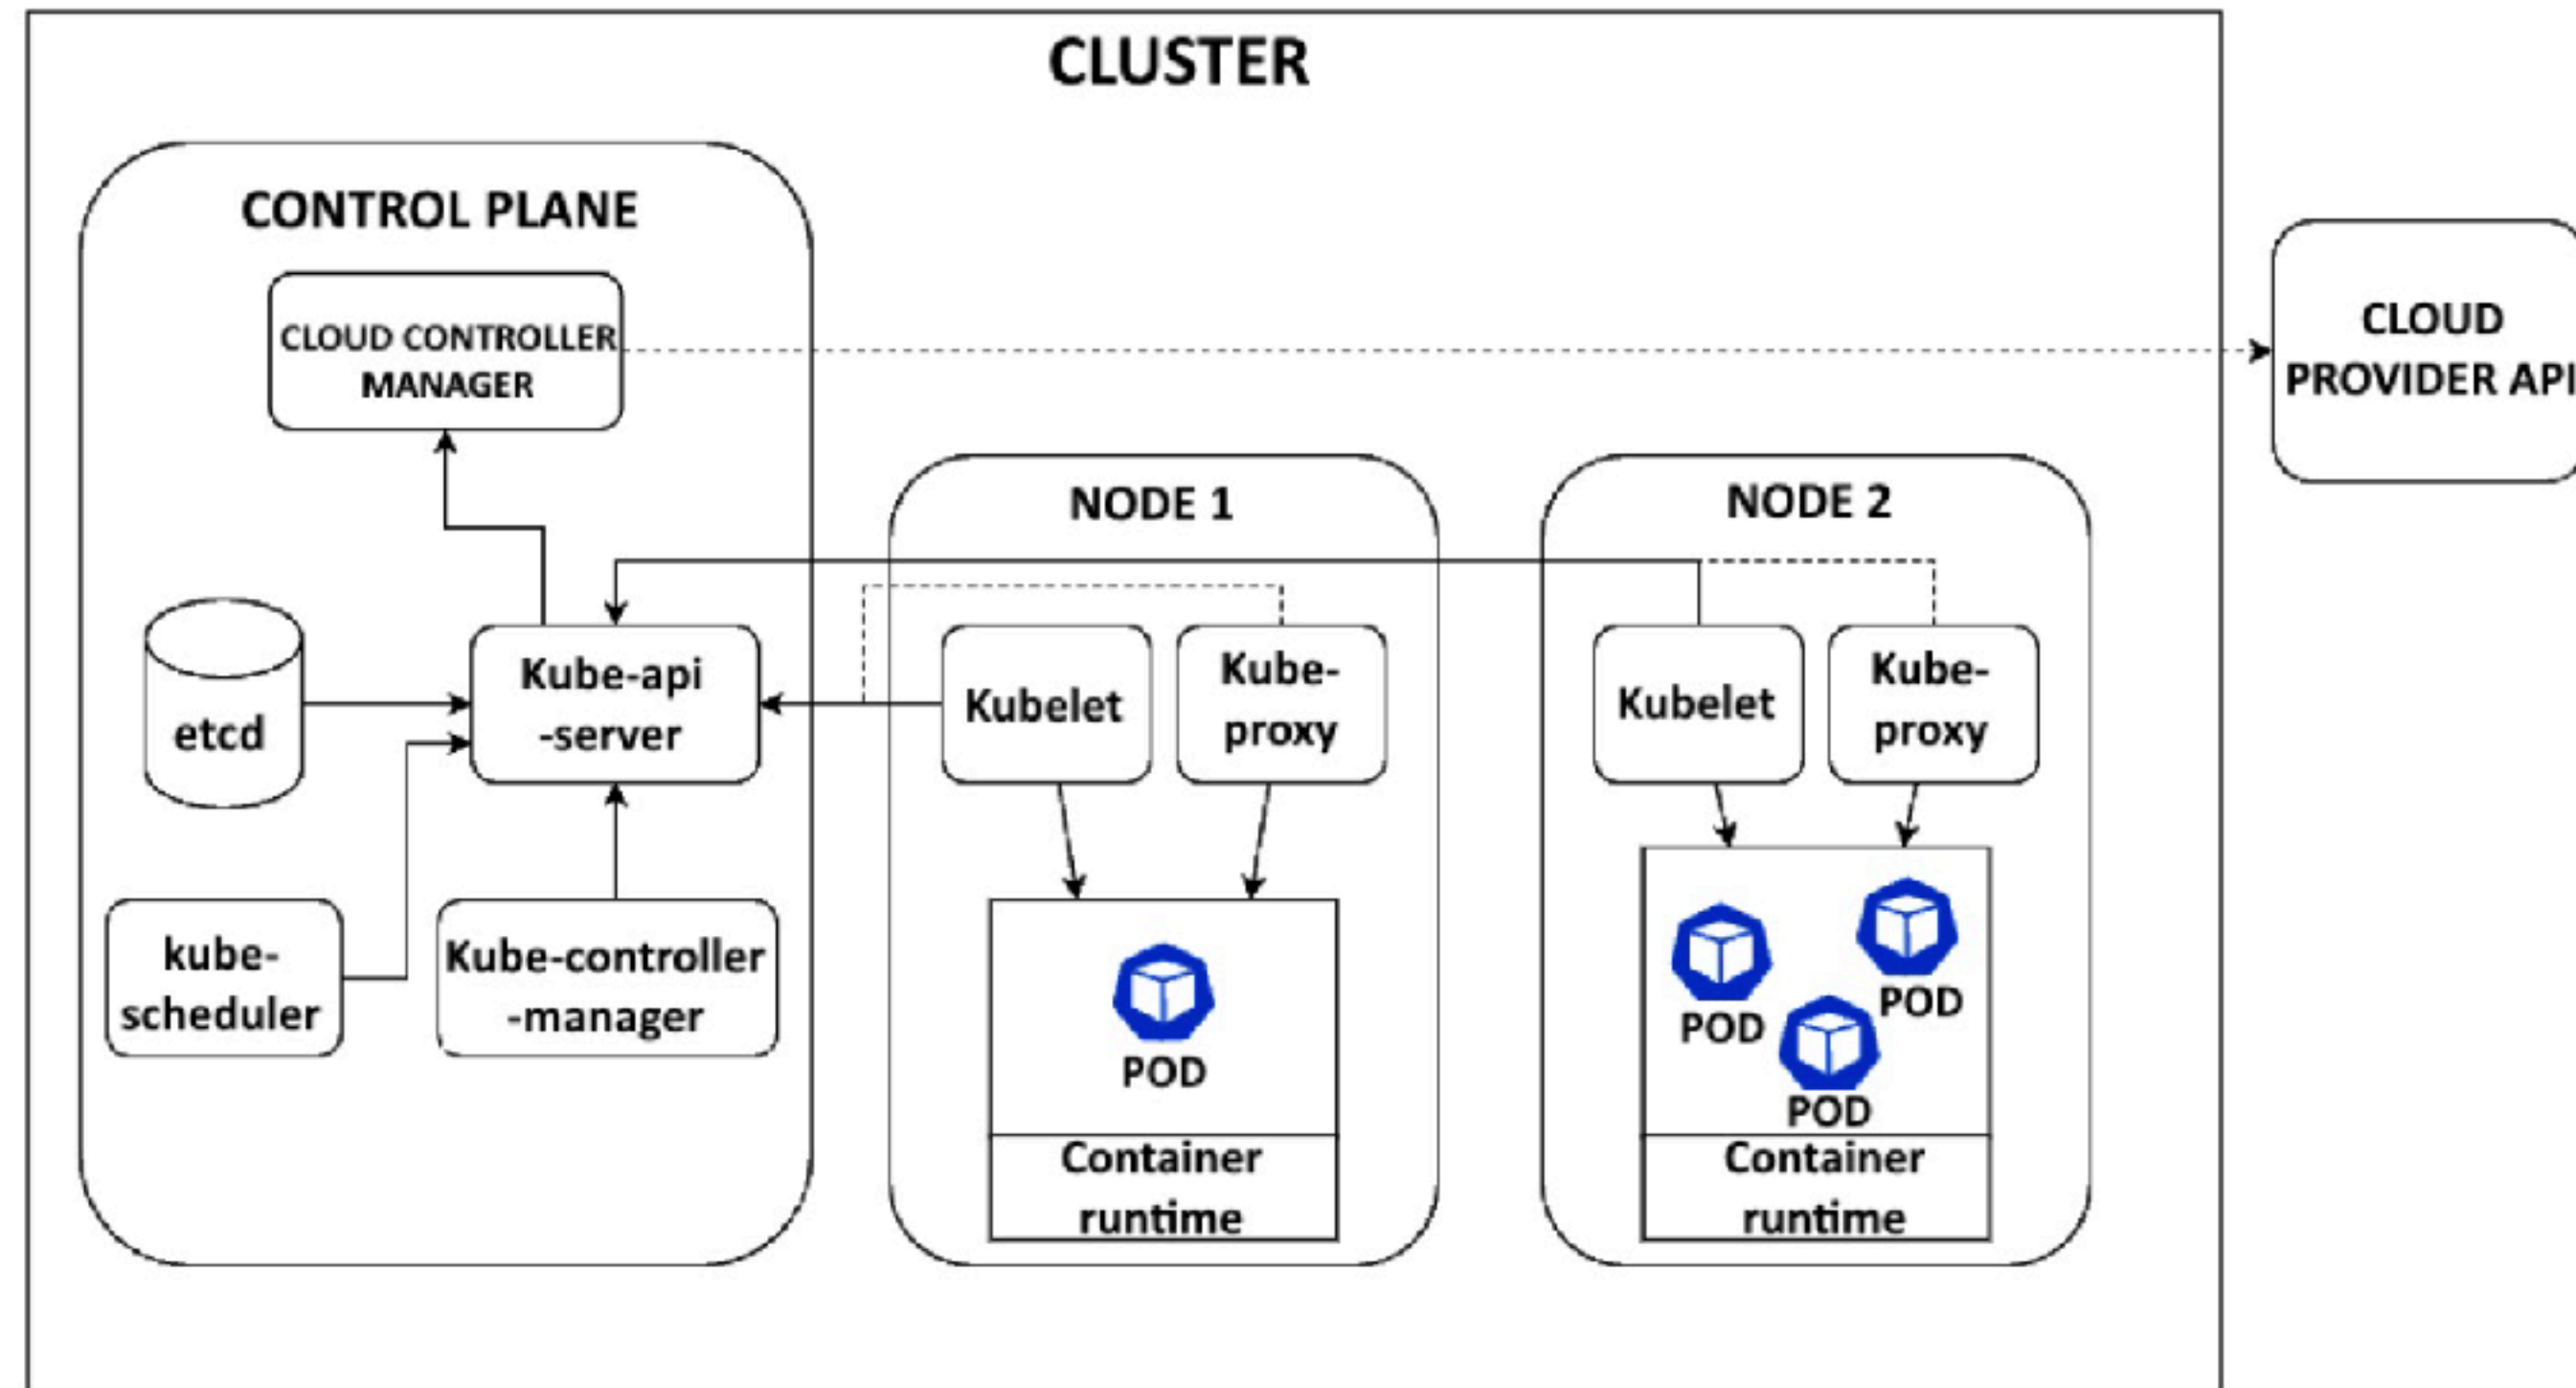 CLUSTER
CONTROL PLANE
CLOUD CONTROLLER
MANAGER
CLOUD
PROVIDER API
NODE 1
NODE 2
etcd
Kube-api
-server
Kubelet
Kube-
proxy
Kubelet
Kube-
proxy
kube-
scheduler
Kube-controller
-manager
POD
Container
runtime
POD
POD
POD
Container
runtime